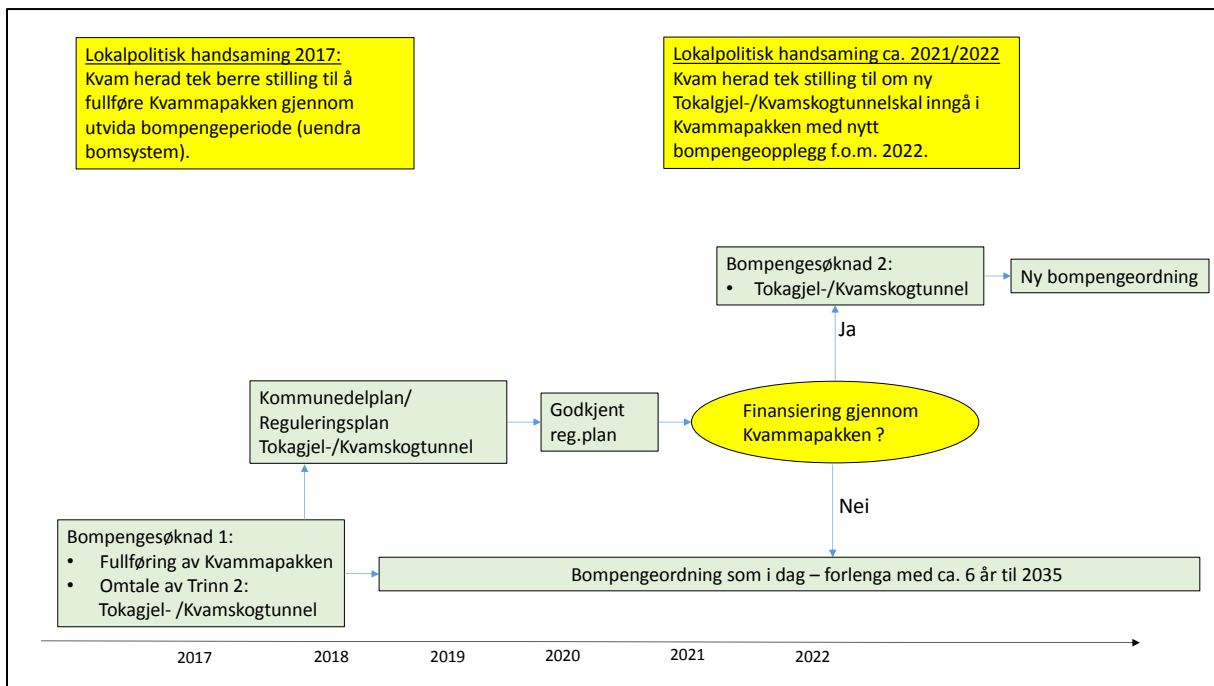 Lokalpolitisk handsaming 2017:
Kvam herad tek berre stilling til å
fullføre Kvammapakken gjennom
utvida bompengeperiode (uendra
bomsystem).
Lokalpolitisk handsaming ca. 2021/2022
Kvam herad tek stilling til om ny
Tokalgjel-/Kvamskogtunnelskal inngå i
Kvammapakken med nytt
bompengeopplegg f.o.m. 2022.
Bompengesøknad 2:
• Tokagjel-/Kvamskogtunnel
Ny bompengeordning
Ja
Kommunedelplan/
Reguleringsplan
Tokagjel-/Kvamskogtunnel
Godkjent
reg.plan
Finansiering gjennom
Kvammapakken ?
Nei
Bompengesøknad 1:
• Fullføring av Kvammapakken
• Omtale av Trinn 2:
Tokagjel- /Kvamskogtunnel
Bompengeordning som i dag – forlenga med ca. 6 år til 2035
2017 2018 2019 2020 2021 2022